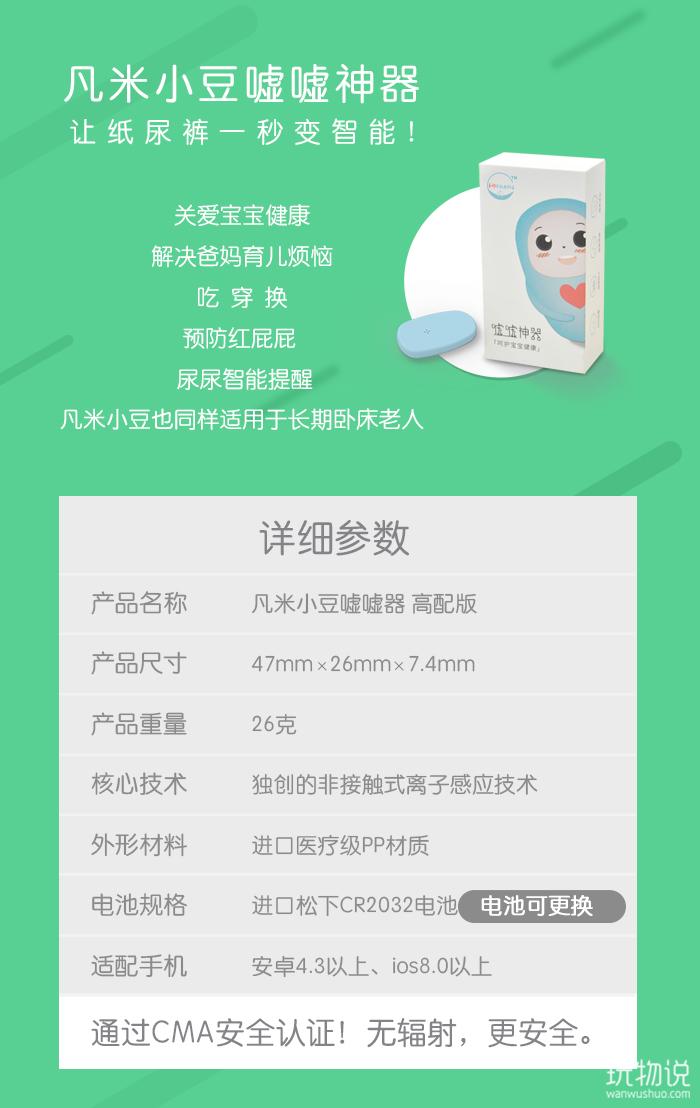 凡米小豆嘘嘘神器
让纸尿裤一秒变智能!
关爱宝宝健康
解决爸妈育儿烦恼
吃 穿 换
预防红屁屁
尿尿智能提醒
凡米小豆也同样适用于长期卧床老人
嘘嘘神器
「呵护宝宝健康」
详细参数
产品名称 凡米小豆嘘嘘器 高配版
产品尺寸 47mm×26mm×7.4mm
产品重量 26克
核心技术 独创的非接触式离子感应技术
外形材料 进口医疗级PP材质
电池规格 进口松下CR2032电池 电池可更换
适配手机 安卓4.3以上、ios8.0以上
通过CMA安全认证! 无辐射，更安全。
玩物说
wanwushuo.com